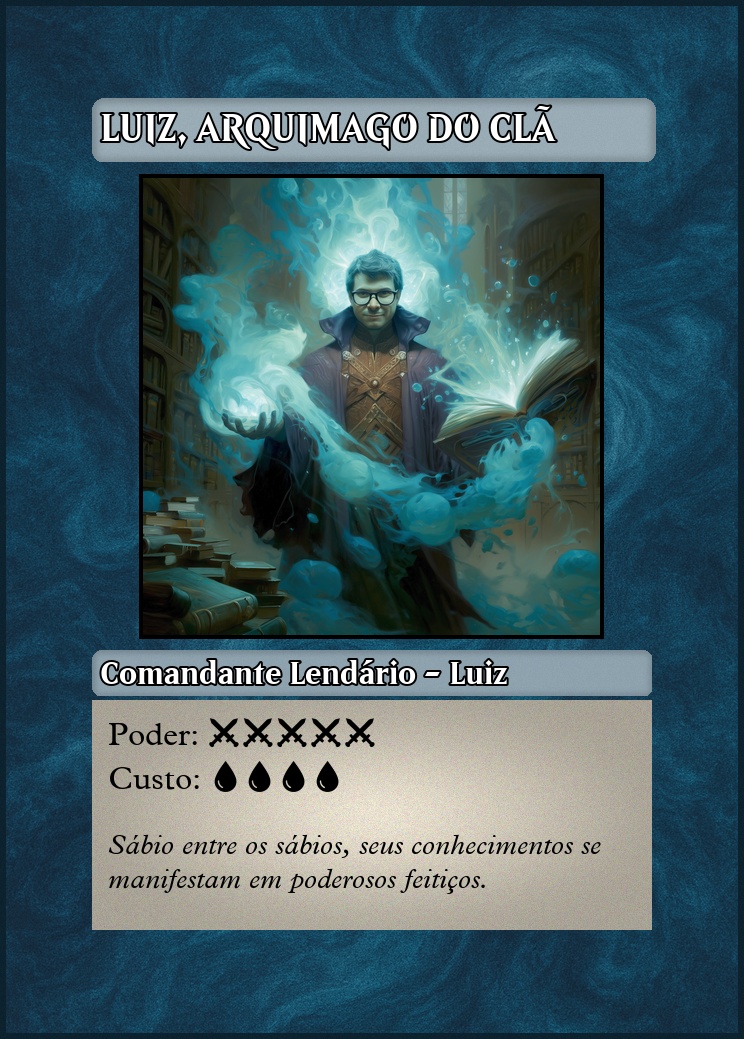 LUIZ, ARQUIMAGO DO CLÃ
Comandante Lendário - Luiz
Poder:
Custo:
Sábio entre os sábios, seus conhecimentos se
manifestam em poderosos feitiços.